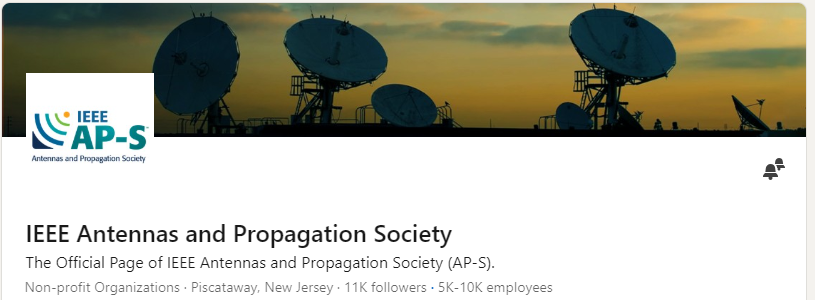 IEEE
AP-S
Antennas and Propagation Society
IEEE Antennas and Propagation Society
The Official Page of IEEE Antennas and Propagation Society (AP-S).
Non-profit Organizations · Piscataway, New Jersey · 11K followers · 5K-10K employees